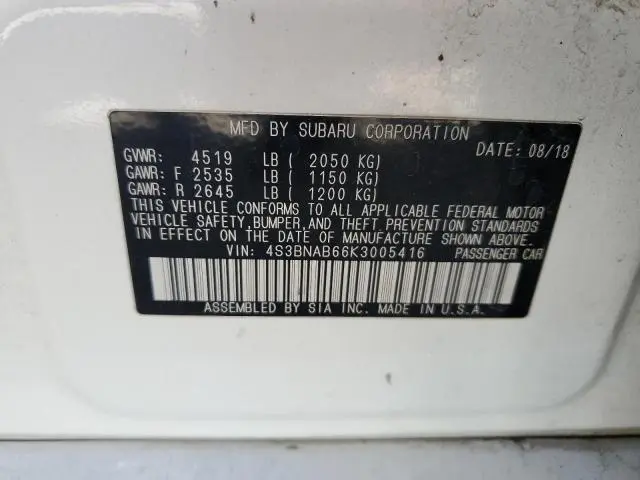 MFD BY SUBARU CORPORATION
DATE: 08/18
GVWR: 4519 LB ( 2050 KG)
GAWR: F 2535 LB ( 1150 KG)
GAWR: R 2645 LB ( 1200 KG)
THIS VEHICLE CONFORMS TO ALL APPLICABLE FEDERAL MOTOR
VEHICLE SAFETY, BUMPER, AND THEFT PREVENTION STANDARDS
IN EFFECT ON THE DATE OF MANUFACTURE SHOWN ABOVE.
VIN: 4S3BNAB66K3005416 PASSENGER CAR
ASSEMBLED BY SIA INC. IN U.S.A.